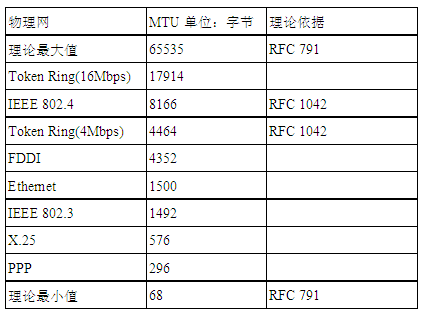 物理网 MTU 单位：字节 理论依据
理论最大值 65535 RFC 791
Token Ring(16Mbps) 17914
IEEE 802.4 8166 RFC 1042
Token Ring(4Mbps) 4464 RFC 1042
FDDI 4352
Ethernet 1500
IEEE 802.3 1492
X.25 576
PPP 296
理论最小值 68 RFC 791